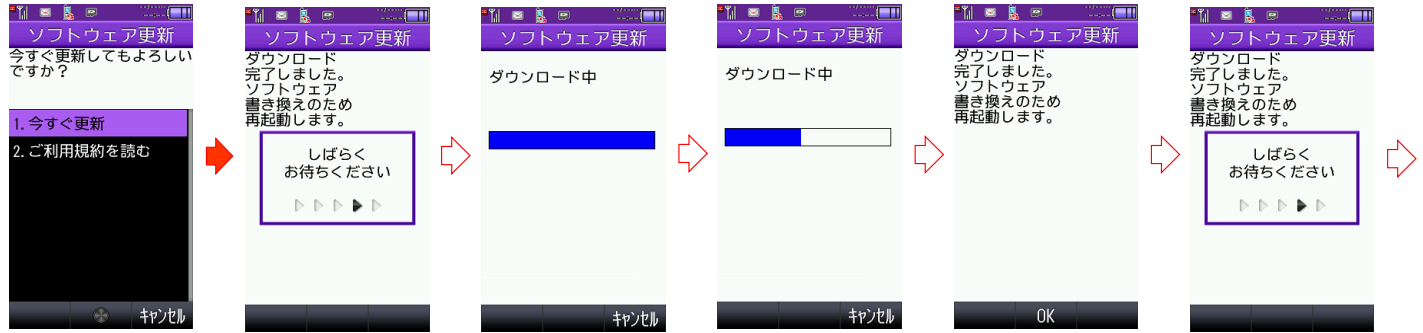 ソフトウェア更新
今すぐ更新してもよろしい
ですか？
1.今すぐ更新
2.ご利用規約を読む
ｷｬﾝｾﾙ
ソフトウェア更新
ダウンロード
完了しました。
ソフトウェア
書き換えのため
再起動します。
しばらく
お待ちください
ソフトウェア更新
ダウンロード中
ｷｬﾝｾﾙ
ソフトウェア更新
ダウンロード中
ｷｬﾝｾﾙ
ソフトウェア更新
ダウンロード
完了しました。
ソフトウェア
書き換えのため
再起動します。
OK
ソフトウェア更新
ダウンロード
完了しました。
ソフトウェア
書き換えのため
再起動します。
しばらく
お待ちください